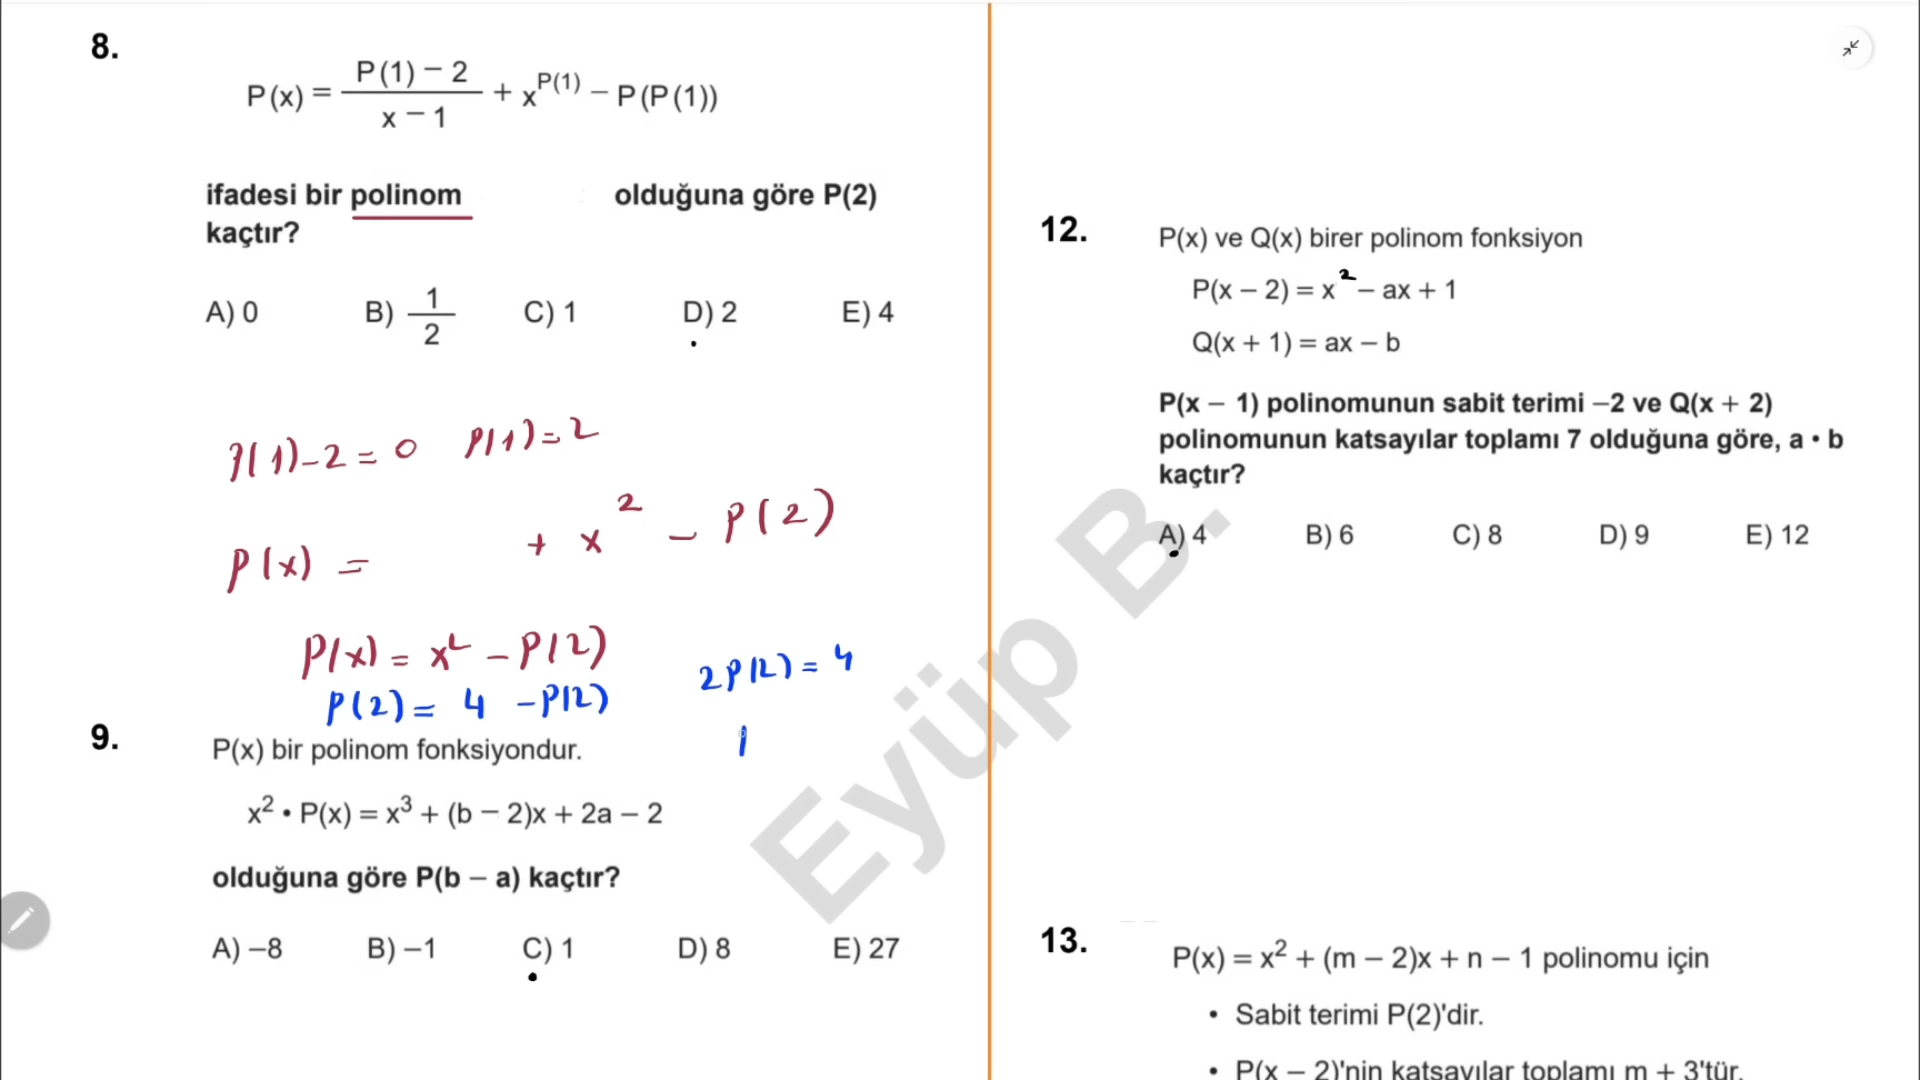 8.
P(x) = (P(1) − 2)/(x − 1) + x^P(1) − P(P(1))
ifadesi bir polinom olduğuna göre P(2)
kaçtır?
A) 0 B) 1/2 C) 1 D) 2 E) 4
P(1)-2 = 0 P(1)=2
P(x) = + x² - P(2)
P(x) = x² - P(2)
P(2) = 4 - P(2) 2P(2) = 4
9.
P(x) bir polinom fonksiyondur.
x² • P(x) = x³ + (b − 2)x + 2a − 2
olduğuna göre P(b − a) kaçtır?
A) −8 B) −1 C) 1 D) 8 E) 27
12.
P(x) ve Q(x) birer polinom fonksiyon
P(x − 2) = x² − ax + 1
Q(x + 1) = ax − b
P(x − 1) polinomunun sabit terimi −2 ve Q(x + 2)
polinomunun katsayılar toplamı 7 olduğuna göre, a • b
kaçtır?
A) 4 B) 6 C) 8 D) 9 E) 12
13.
P(x) = x² + (m − 2)x + n − 1 polinomu için
• Sabit terimi P(2)'dir.
• P(x − 2)'nin katsayılar toplamı m + 3'tür.
Eyüp B.